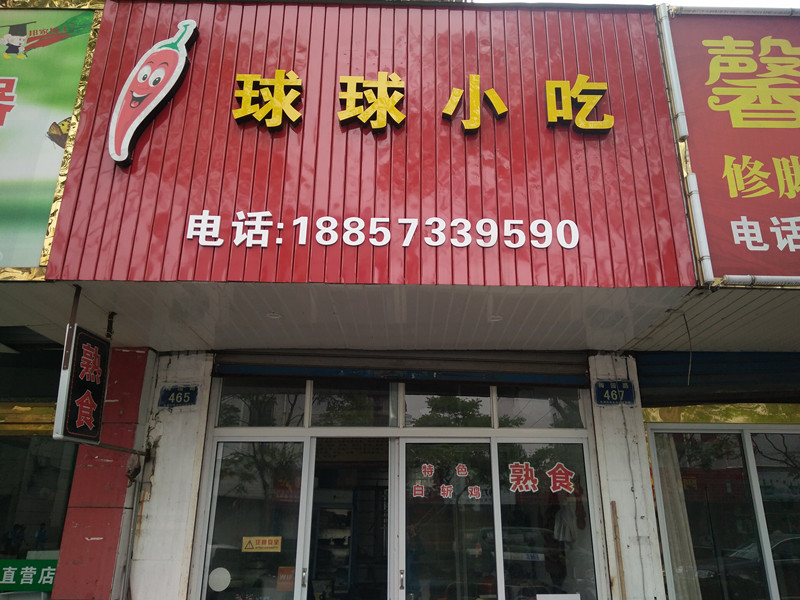 球球小吃
电话:18857339590
馨
修脚
电话
熟食
465
467
特色
白斩鸡
熟食
直营店